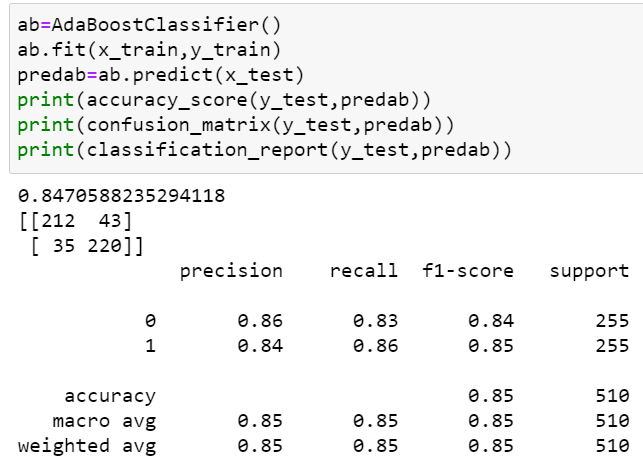 ab=AdaBoostClassifier()
ab.fit(x_train,y_train)
predab=ab.predict(x_test)
print(accuracy_score(y_test,predab))
print(confusion_matrix(y_test,predab))
print(classification_report(y_test,predab))
0.8470588235294118
[[212  43]
 [ 35 220]]
              precision    recall  f1-score   support
           0       0.86      0.83      0.84       255
           1       0.84      0.86      0.85       255
    accuracy                           0.85       510
   macro avg       0.85      0.85      0.85       510
weighted avg       0.85      0.85      0.85       510